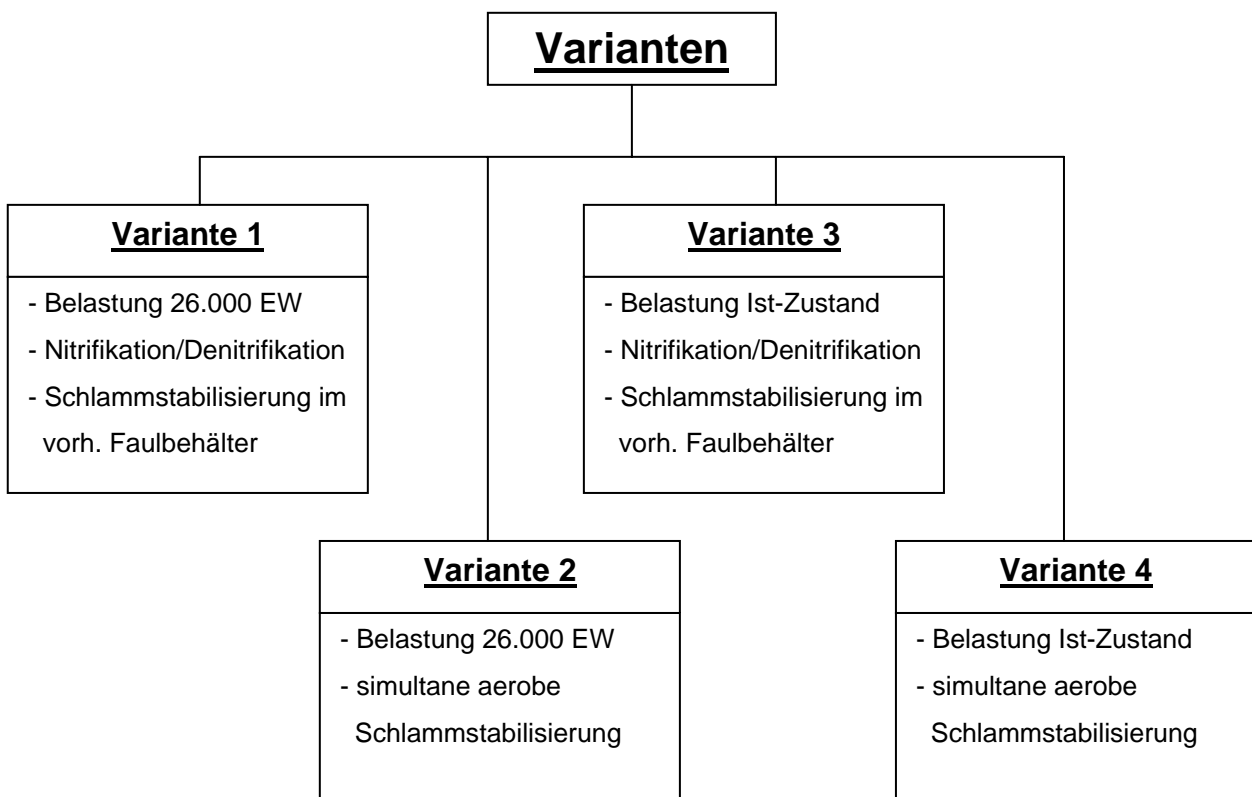 Varianten
Variante 1
- Belastung 26.000 EW
- Nitrifikation/Denitrifikation
- Schlammstabilisierung im
vorh. Faulbehälter
Variante 3
- Belastung Ist-Zustand
- Nitrifikation/Denitrifikation
- Schlammstabilisierung im
vorh. Faulbehälter
Variante 2
- Belastung 26.000 EW
- simultane aerobe
Schlammstabilisierung
Variante 4
- Belastung Ist-Zustand
- simultane aerobe
Schlammstabilisierung